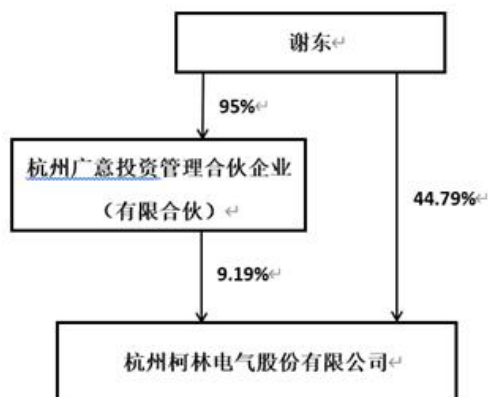 谢东
95%
杭州广意投资管理合伙企业
（有限合伙）
44.79%
9.19%
杭州柯林电气股份有限公司